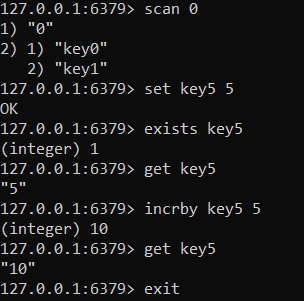 127.0.0.1:6379> scan 0
1) "0"
2) 1) "key0"
   2) "key1"
127.0.0.1:6379> set key5 5
OK
127.0.0.1:6379> exists key5
(integer) 1
127.0.0.1:6379> get key5
"5"
127.0.0.1:6379> incrby key5 5
(integer) 10
127.0.0.1:6379> get key5
"10"
127.0.0.1:6379> exit